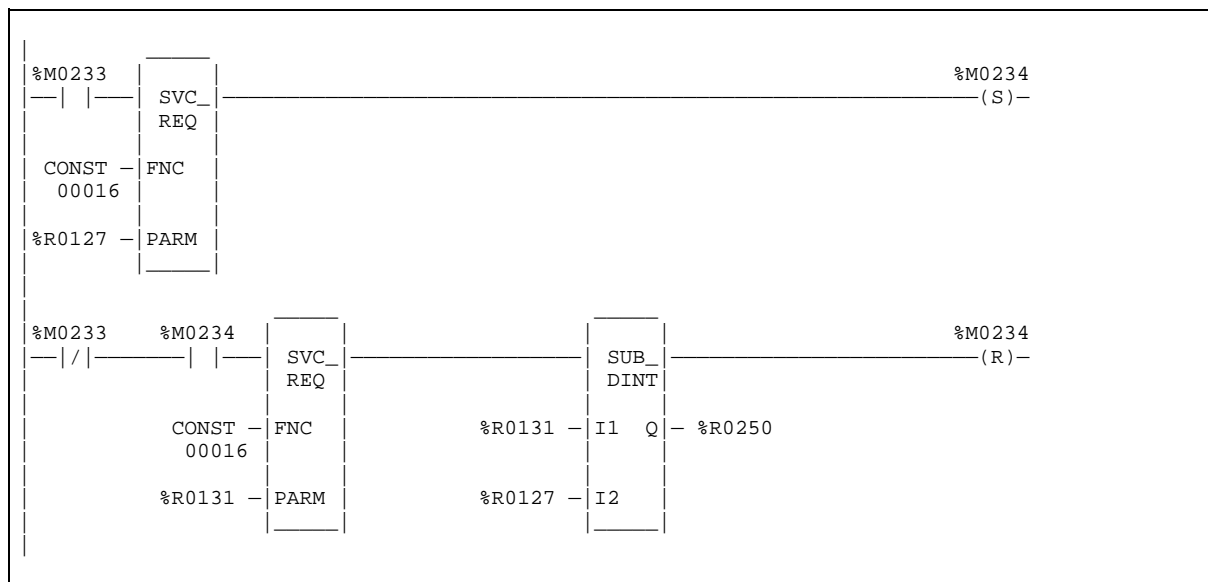 %M0233 %M0234
SVC_ (S)
REQ
CONST FNC
00016
%R0127 PARM
%M0233 %M0234 %M0234
SVC_ SUB_ (R)
REQ DINT
CONST FNC %R0131 I1 Q %R0250
00016
%R0131 PARM %R0127 I2